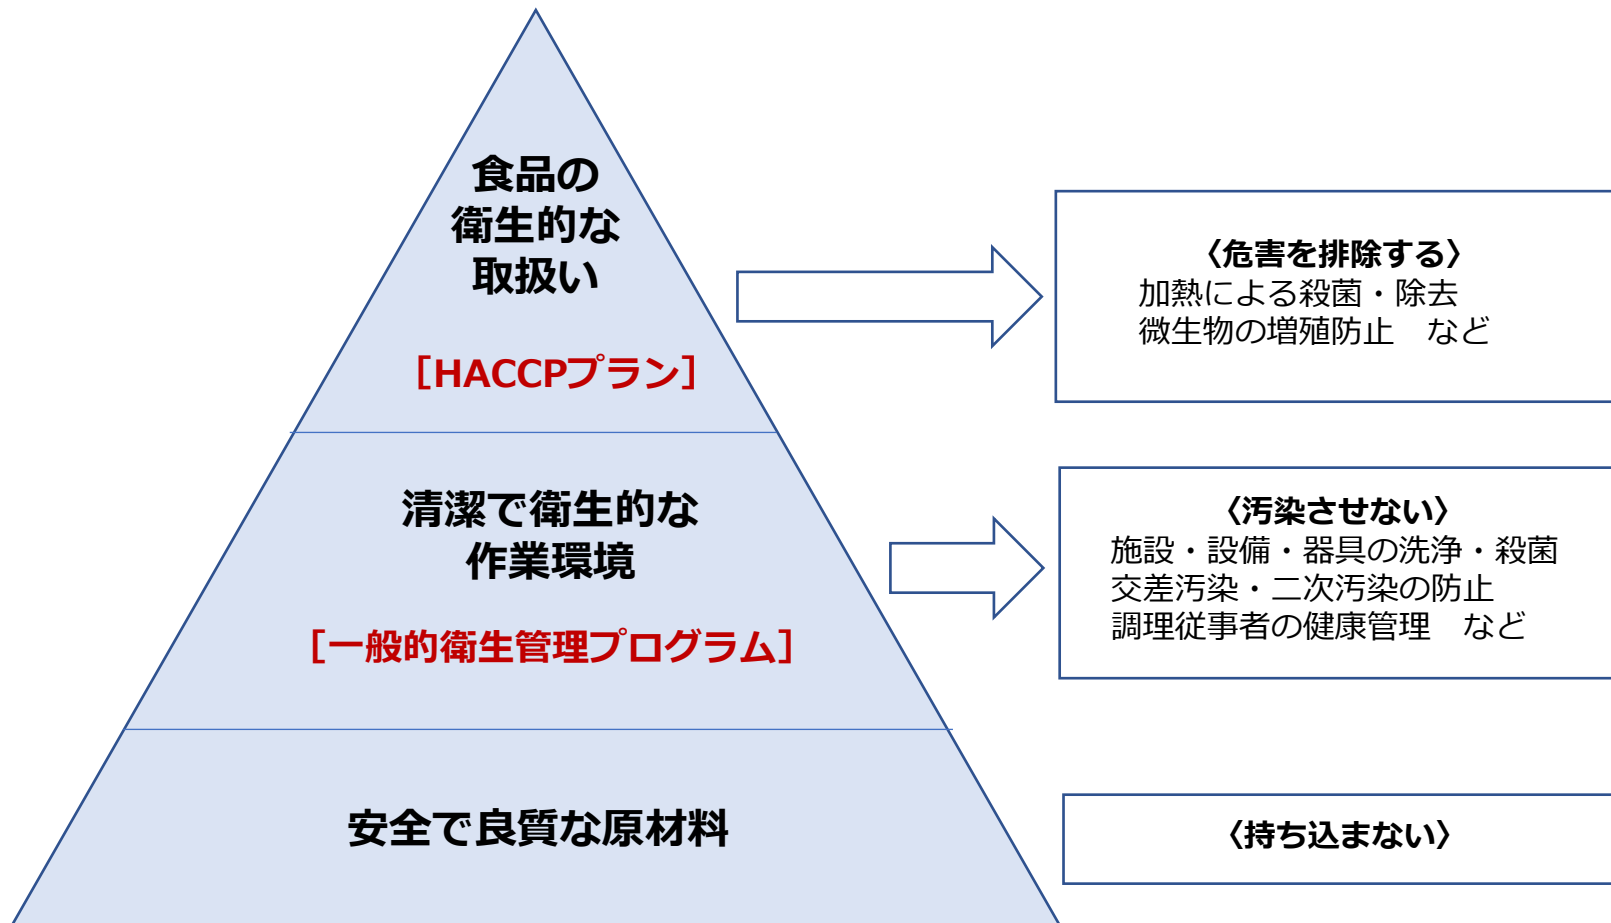 食品の
衛生的な
取扱い
［HACCPプラン］
〈危害を排除する〉
加熱による殺菌・除去
微生物の増殖防止　など
清潔で衛生的な
作業環境
［一般的衛生管理プログラム］
〈汚染させない〉
施設・設備・器具の洗浄・殺菌
交差汚染・二次汚染の防止
調理従事者の健康管理　など
安全で良質な原材料
〈持ち込まない〉